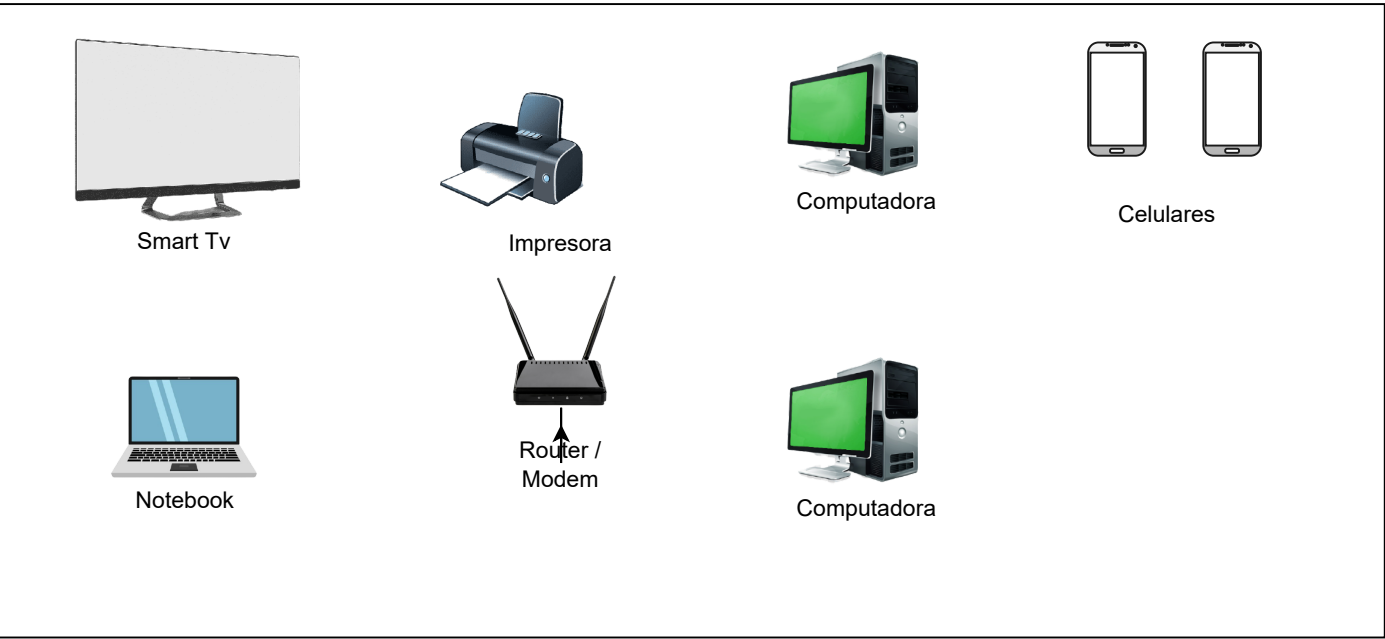 Smart Tv
Impresora
Computadora
Celulares
Notebook
Router /
Modem
Computadora